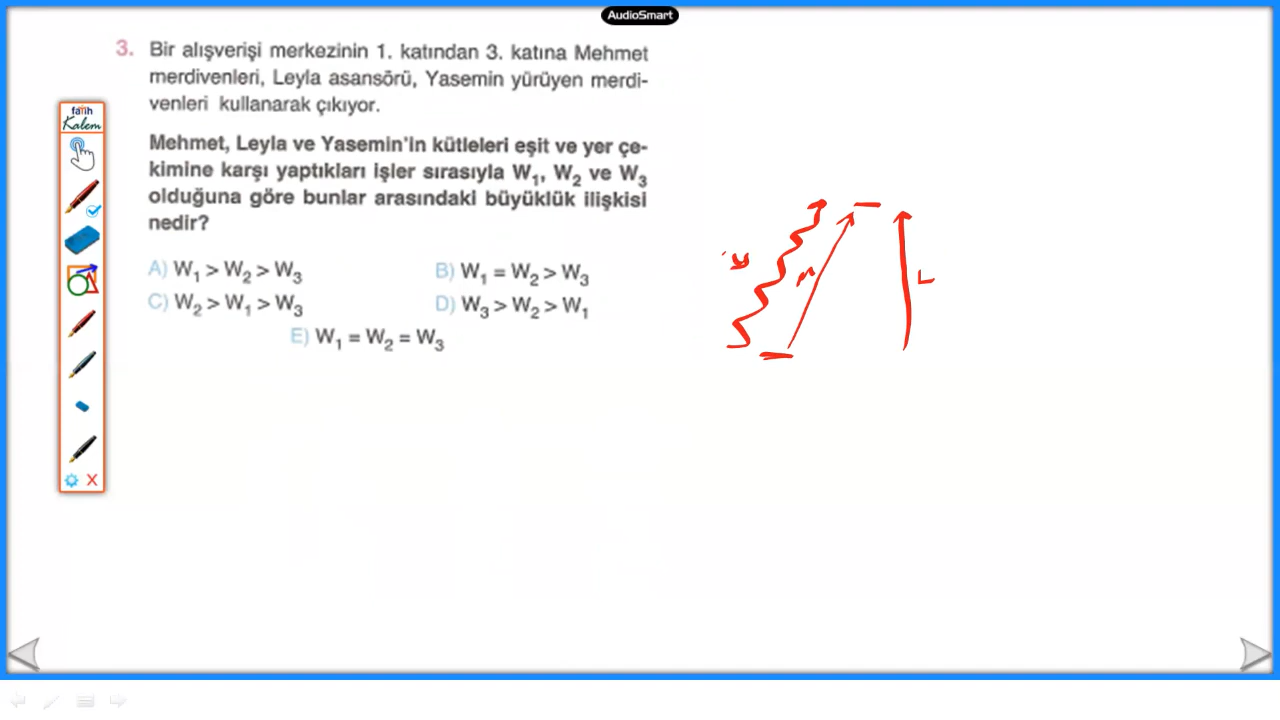 AudioSmart
3. Bir alışverişi merkezinin 1. katından 3. katına Mehmet
merdivenleri, Leyla asansörü, Yasemin yürüyen merdi-
venleri kullanarak çıkıyor.
Mehmet, Leyla ve Yasemin'in kütleleri eşit ve yer çe-
kimine karşı yaptıkları işler sırasıyla W₁, W₂ ve W₃
olduğuna göre bunlar arasındaki büyüklük ilişkisi
nedir?
A) W₁ > W₂ > W₃ B) W₁ = W₂ > W₃
C) W₂ > W₁ > W₃ D) W₃ > W₂ > W₁
E) W₁ = W₂ = W₃
fatih
Kalem
L